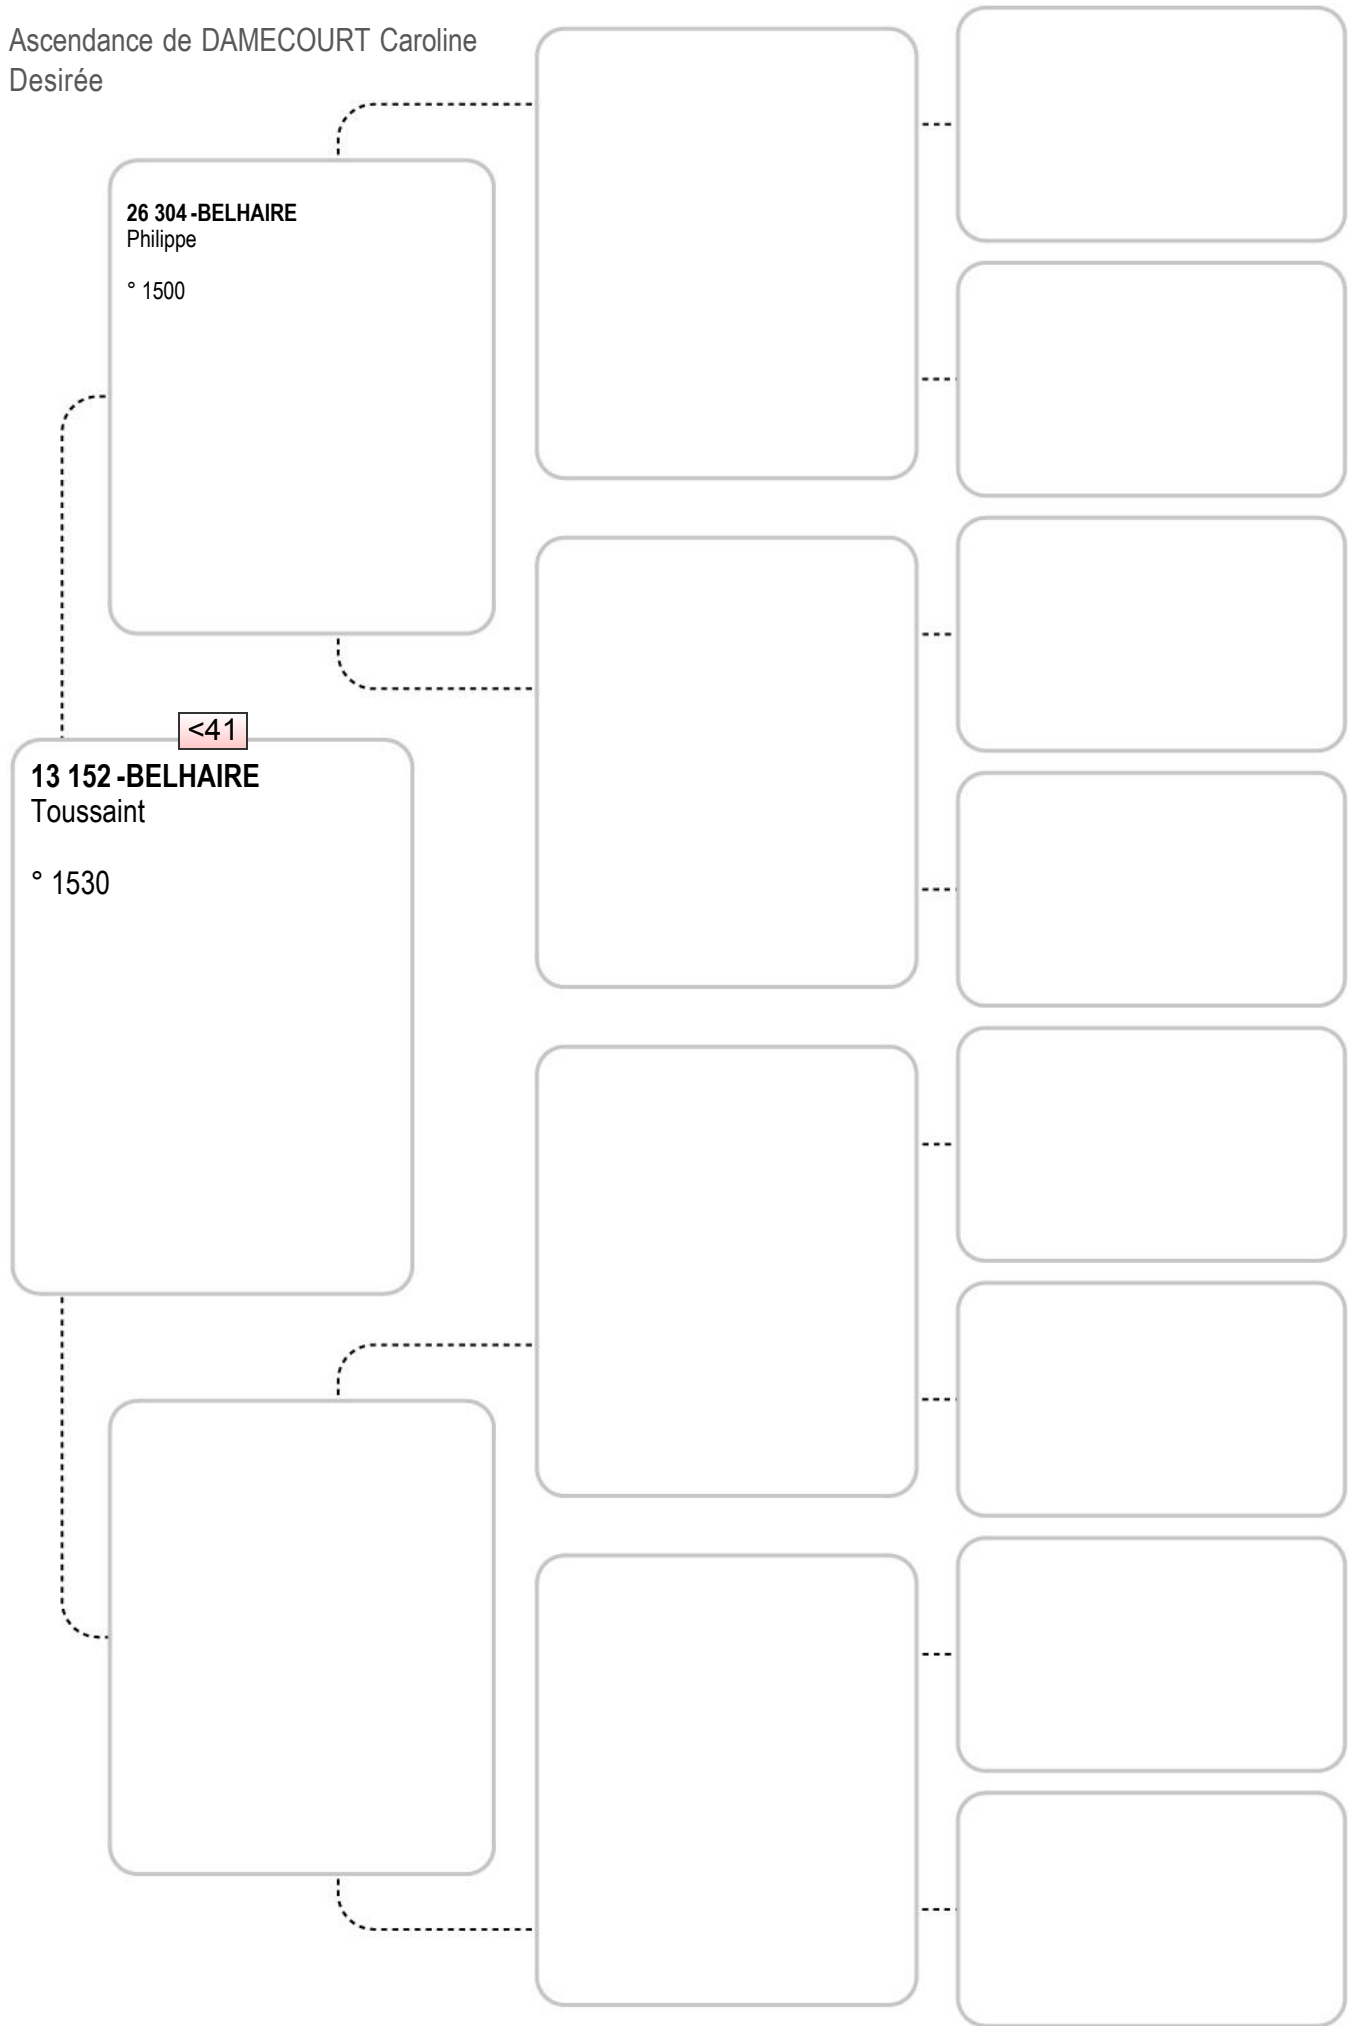 Ascendance de DAMECOURT Caroline
Desirée
26 304 -BELHAIRE
Philippe
° 1500
<41
13 152 -BELHAIRE
Toussaint
° 1530